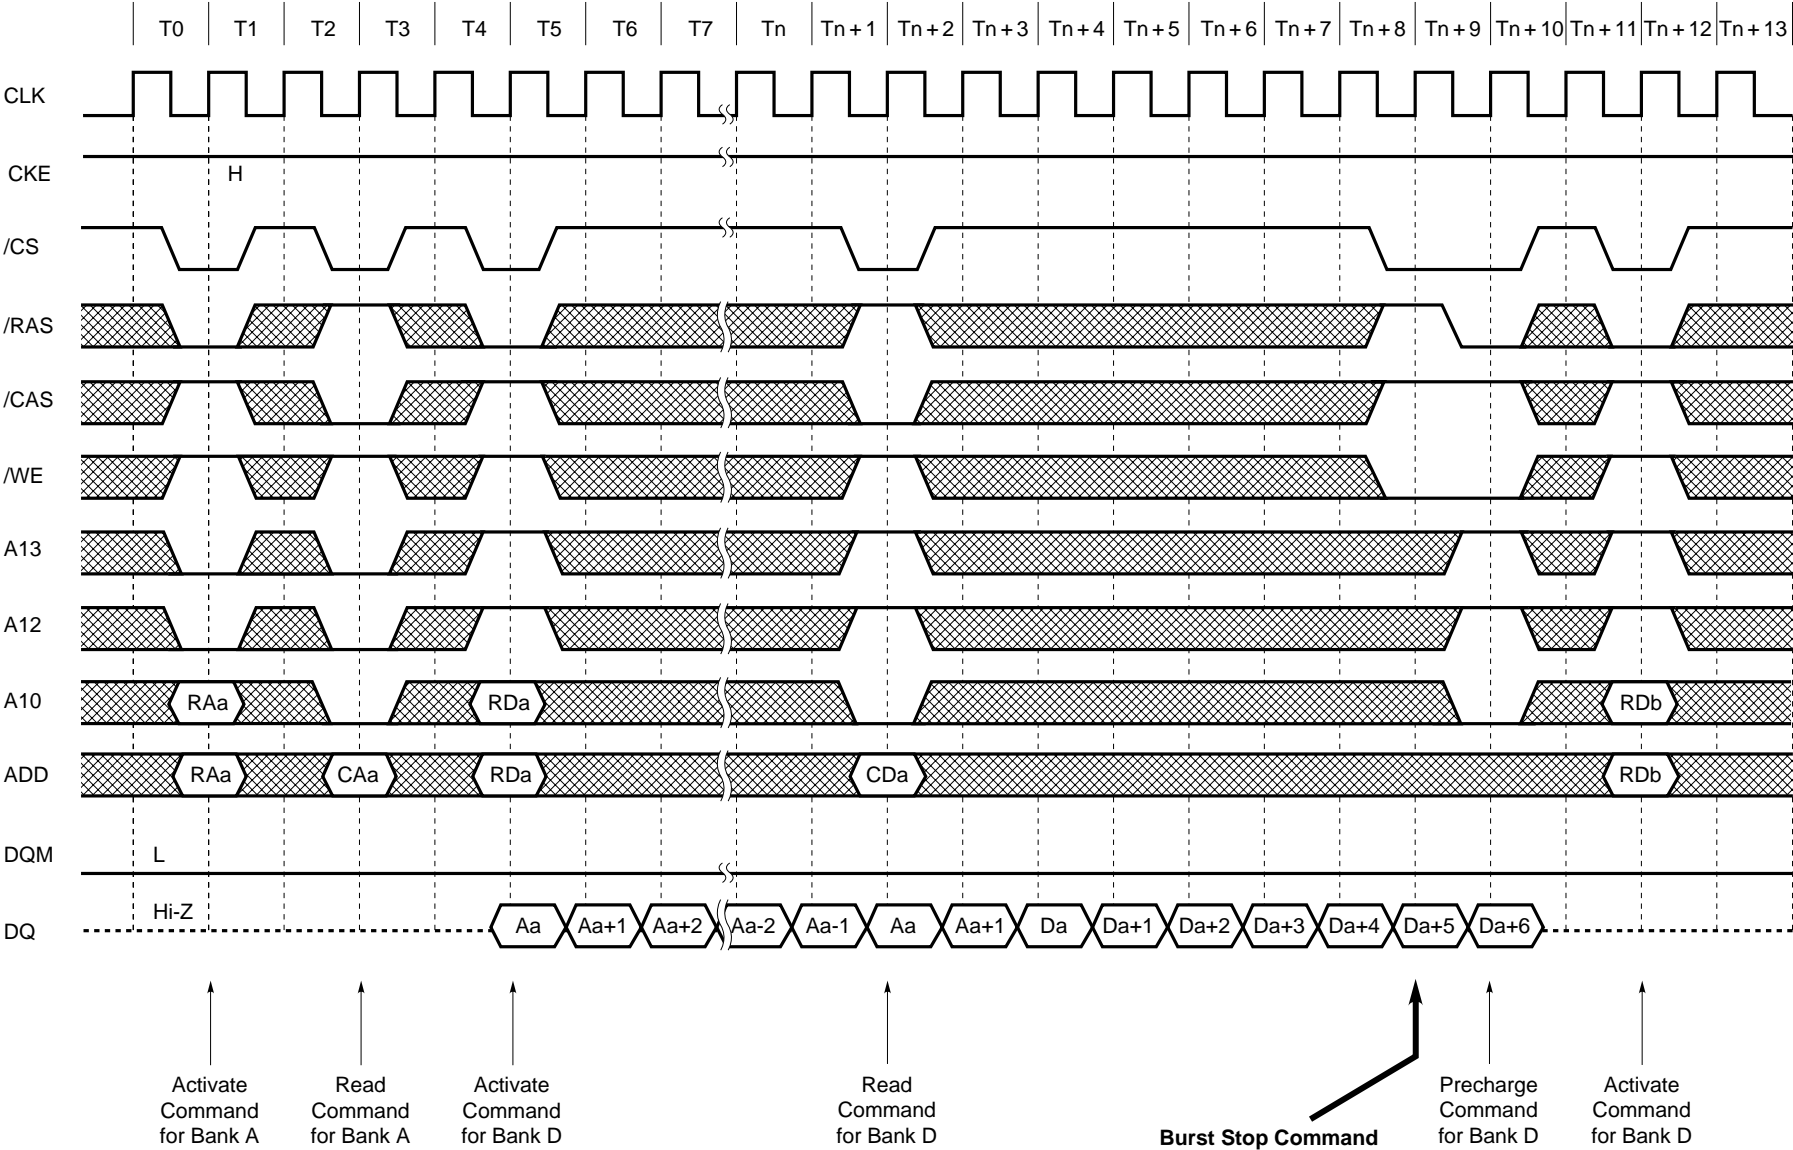 T0 T1 T2 T3 T4 T5 T6 T7 Tn Tn + 1 Tn + 2 Tn + 3 Tn + 4 Tn + 5 Tn + 6 Tn + 7 Tn + 8 Tn + 9 Tn + 10 Tn + 11 Tn + 12 Tn + 13
CLK
CKE H
/CS
/RAS
/CAS
/WE
A13
A12
A10 RAa RDa RDb
ADD RAa CAa RDa CDa RDb
DQM L
Hi-Z
DQ Aa Aa+1 Aa+2 Aa-2 Aa-1 Aa Aa+1 Da Da+1 Da+2 Da+3 Da+4 Da+5 Da+6
Activate
Command
for Bank A
Read
Command
for Bank A
Activate
Command
for Bank D
Read
Command
for Bank D
Burst Stop Command
Precharge
Command
for Bank D
Activate
Command
for Bank D